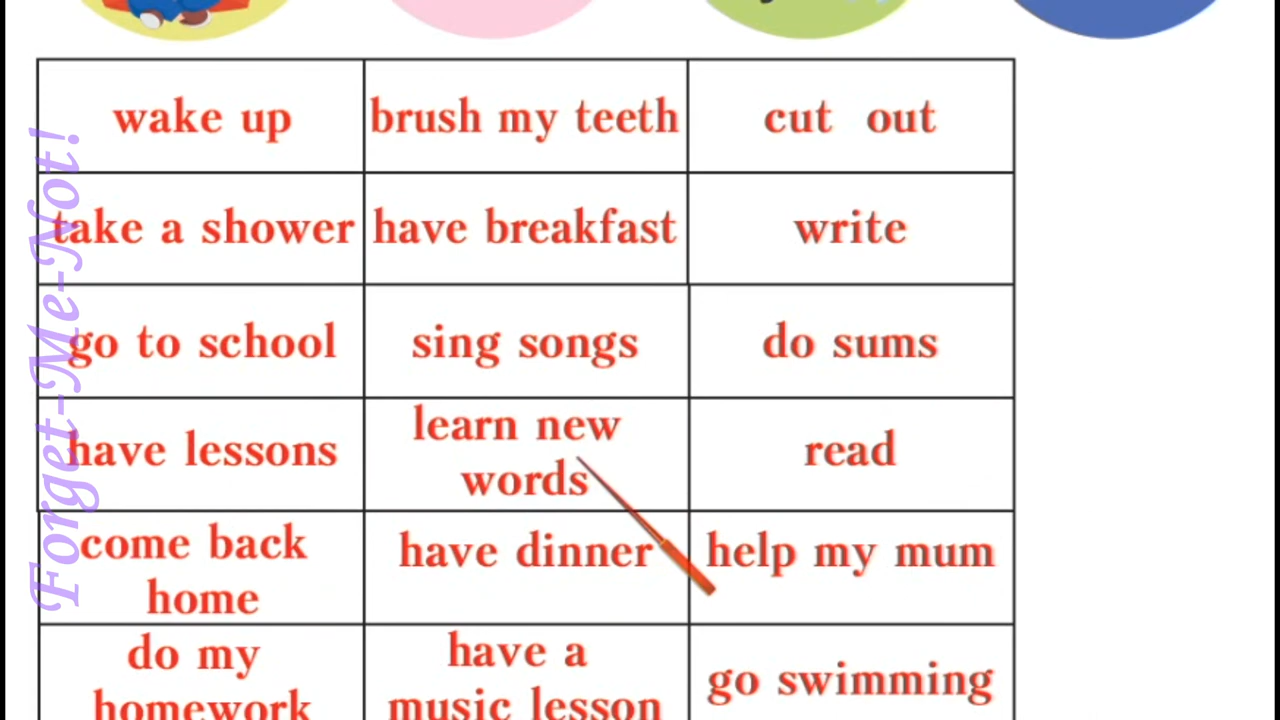 wake up
brush my teeth
cut out
take a shower
have breakfast
write
go to school
sing songs
do sums
have lessons
learn new
words
read
come back
home
have dinner
help my mum
do my
homework
have a
music lesson
go swimming
Forget-Me-Not!